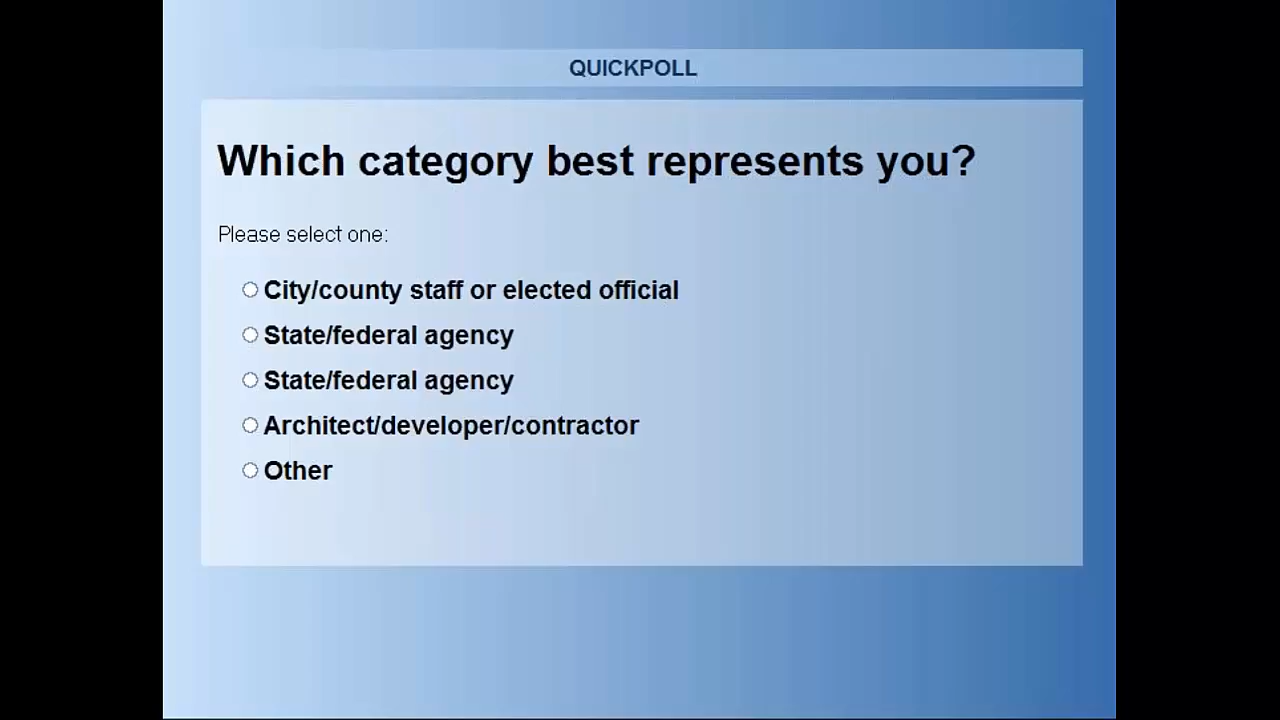 QUICKPOLL
Which category best represents you?
Please select one:
City/county staff or elected official
State/federal agency
State/federal agency
Architect/developer/contractor
Other